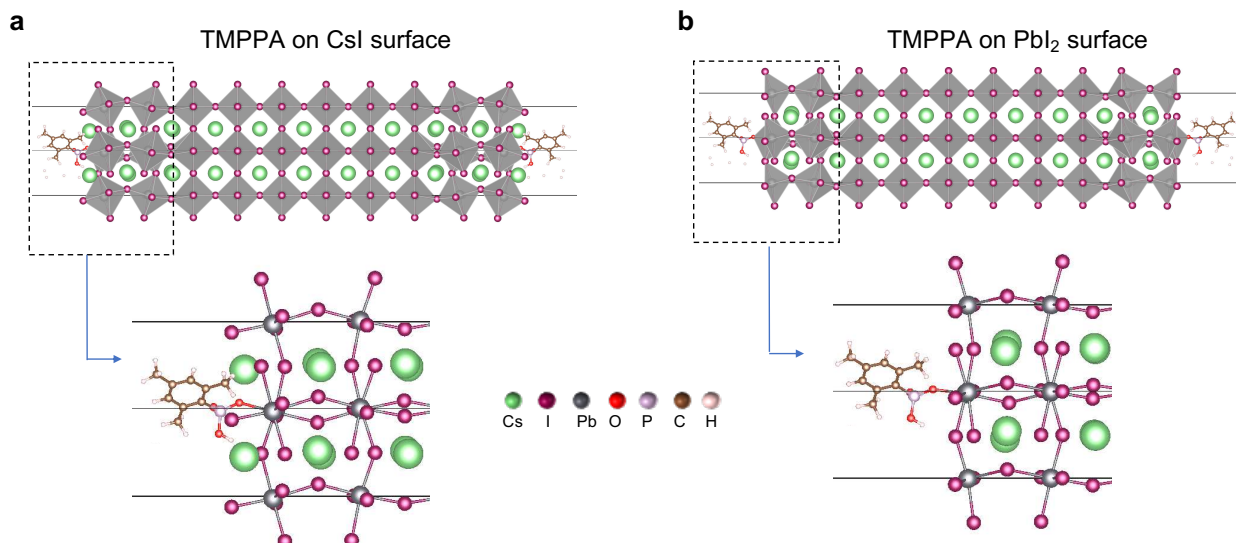 a
TMPPA on CsI surface
b
TMPPA on PbI₂ surface
Cs I Pb O P C H